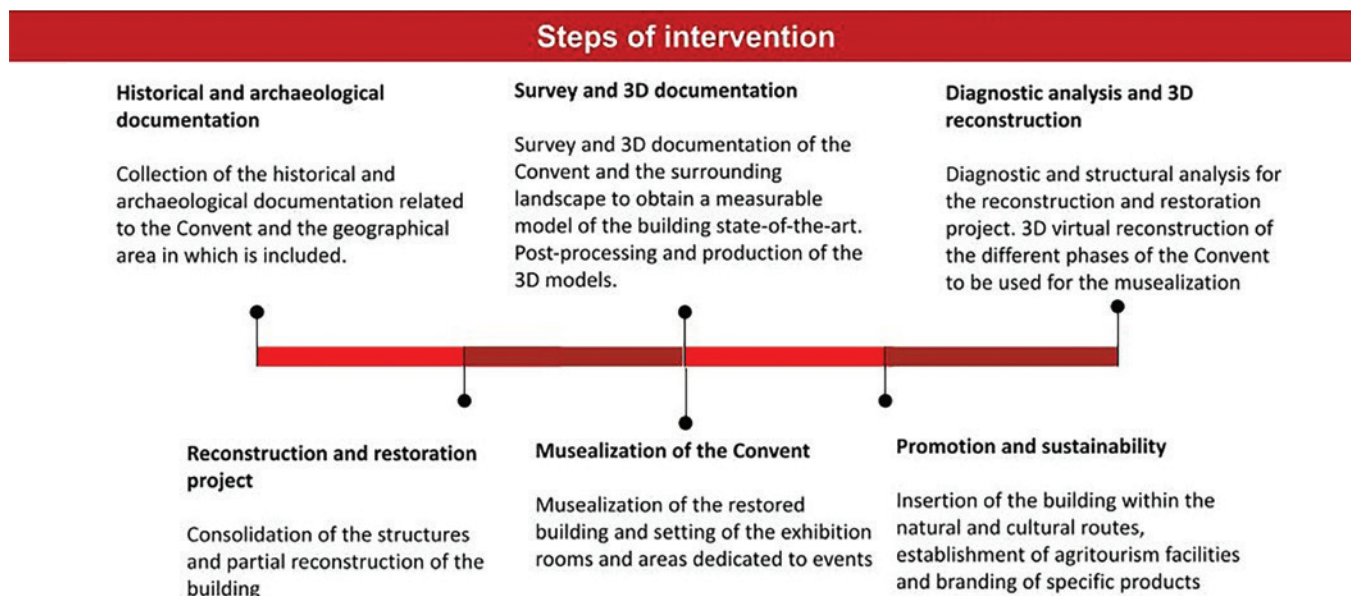 Steps of intervention
Historical and archaeological
documentation
Collection of the historical and
archaeological documentation related
to the Convent and the geographical
area in which is included.
Survey and 3D documentation
Survey and 3D documentation of the
Convent and the surrounding
landscape to obtain a measurable
model of the building state-of-the-art.
Post-processing and production of the
3D models.
Diagnostic analysis and 3D
reconstruction
Diagnostic and structural analysis for
the reconstruction and restoration
project. 3D virtual reconstruction of
the different phases of the Convent
to be used for the musealization
Reconstruction and restoration
project
Consolidation of the structures
and partial reconstruction of the
building
Musealization of the Convent
Musealization of the restored
building and setting of the exhibition
rooms and areas dedicated to events
Promotion and sustainability
Insertion of the building within the
natural and cultural routes,
establishment of agritourism facilities
and branding of specific products